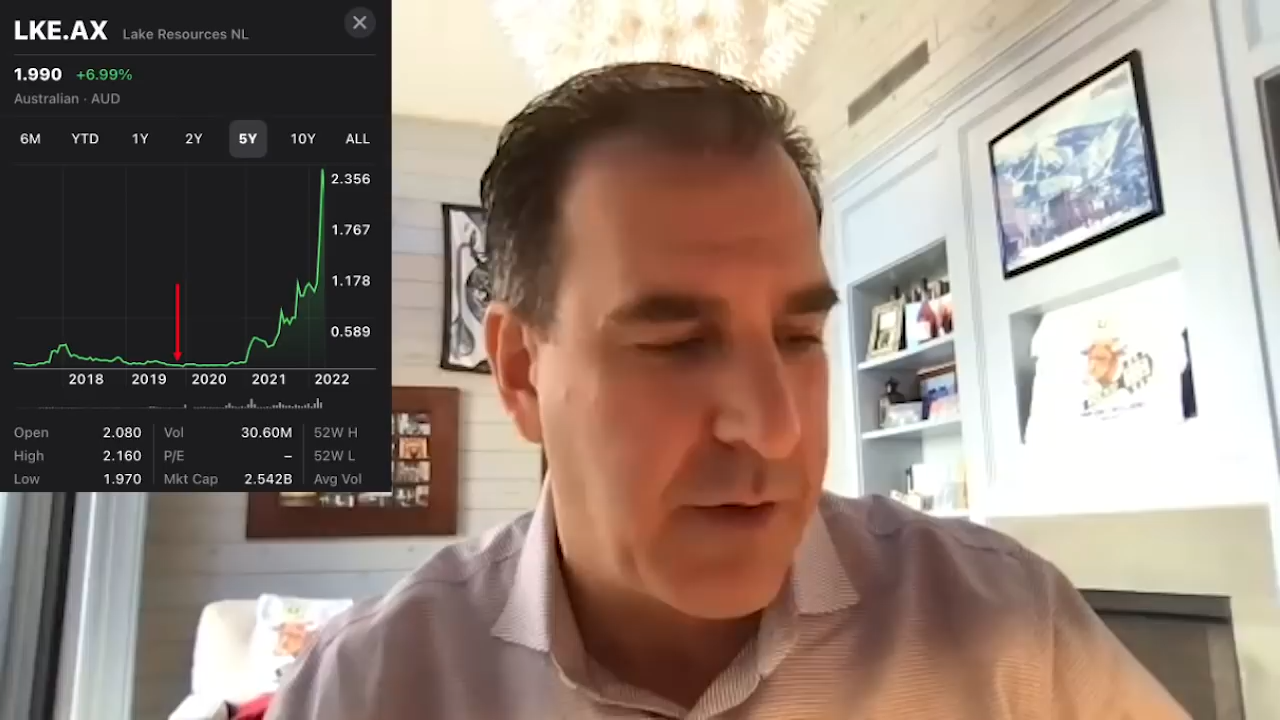 LKE.AX Lake Resources NL
1.990 +6.99%
Australian · AUD
6M YTD 1Y 2Y 5Y 10Y ALL
2.356
1.767
1.178
0.589
2018 2019 2020 2021 2022
Open 2.080 Vol 30.60M 52W H
High 2.160 P/E – 52W L
Low 1.970 Mkt Cap 2.542B Avg Vol